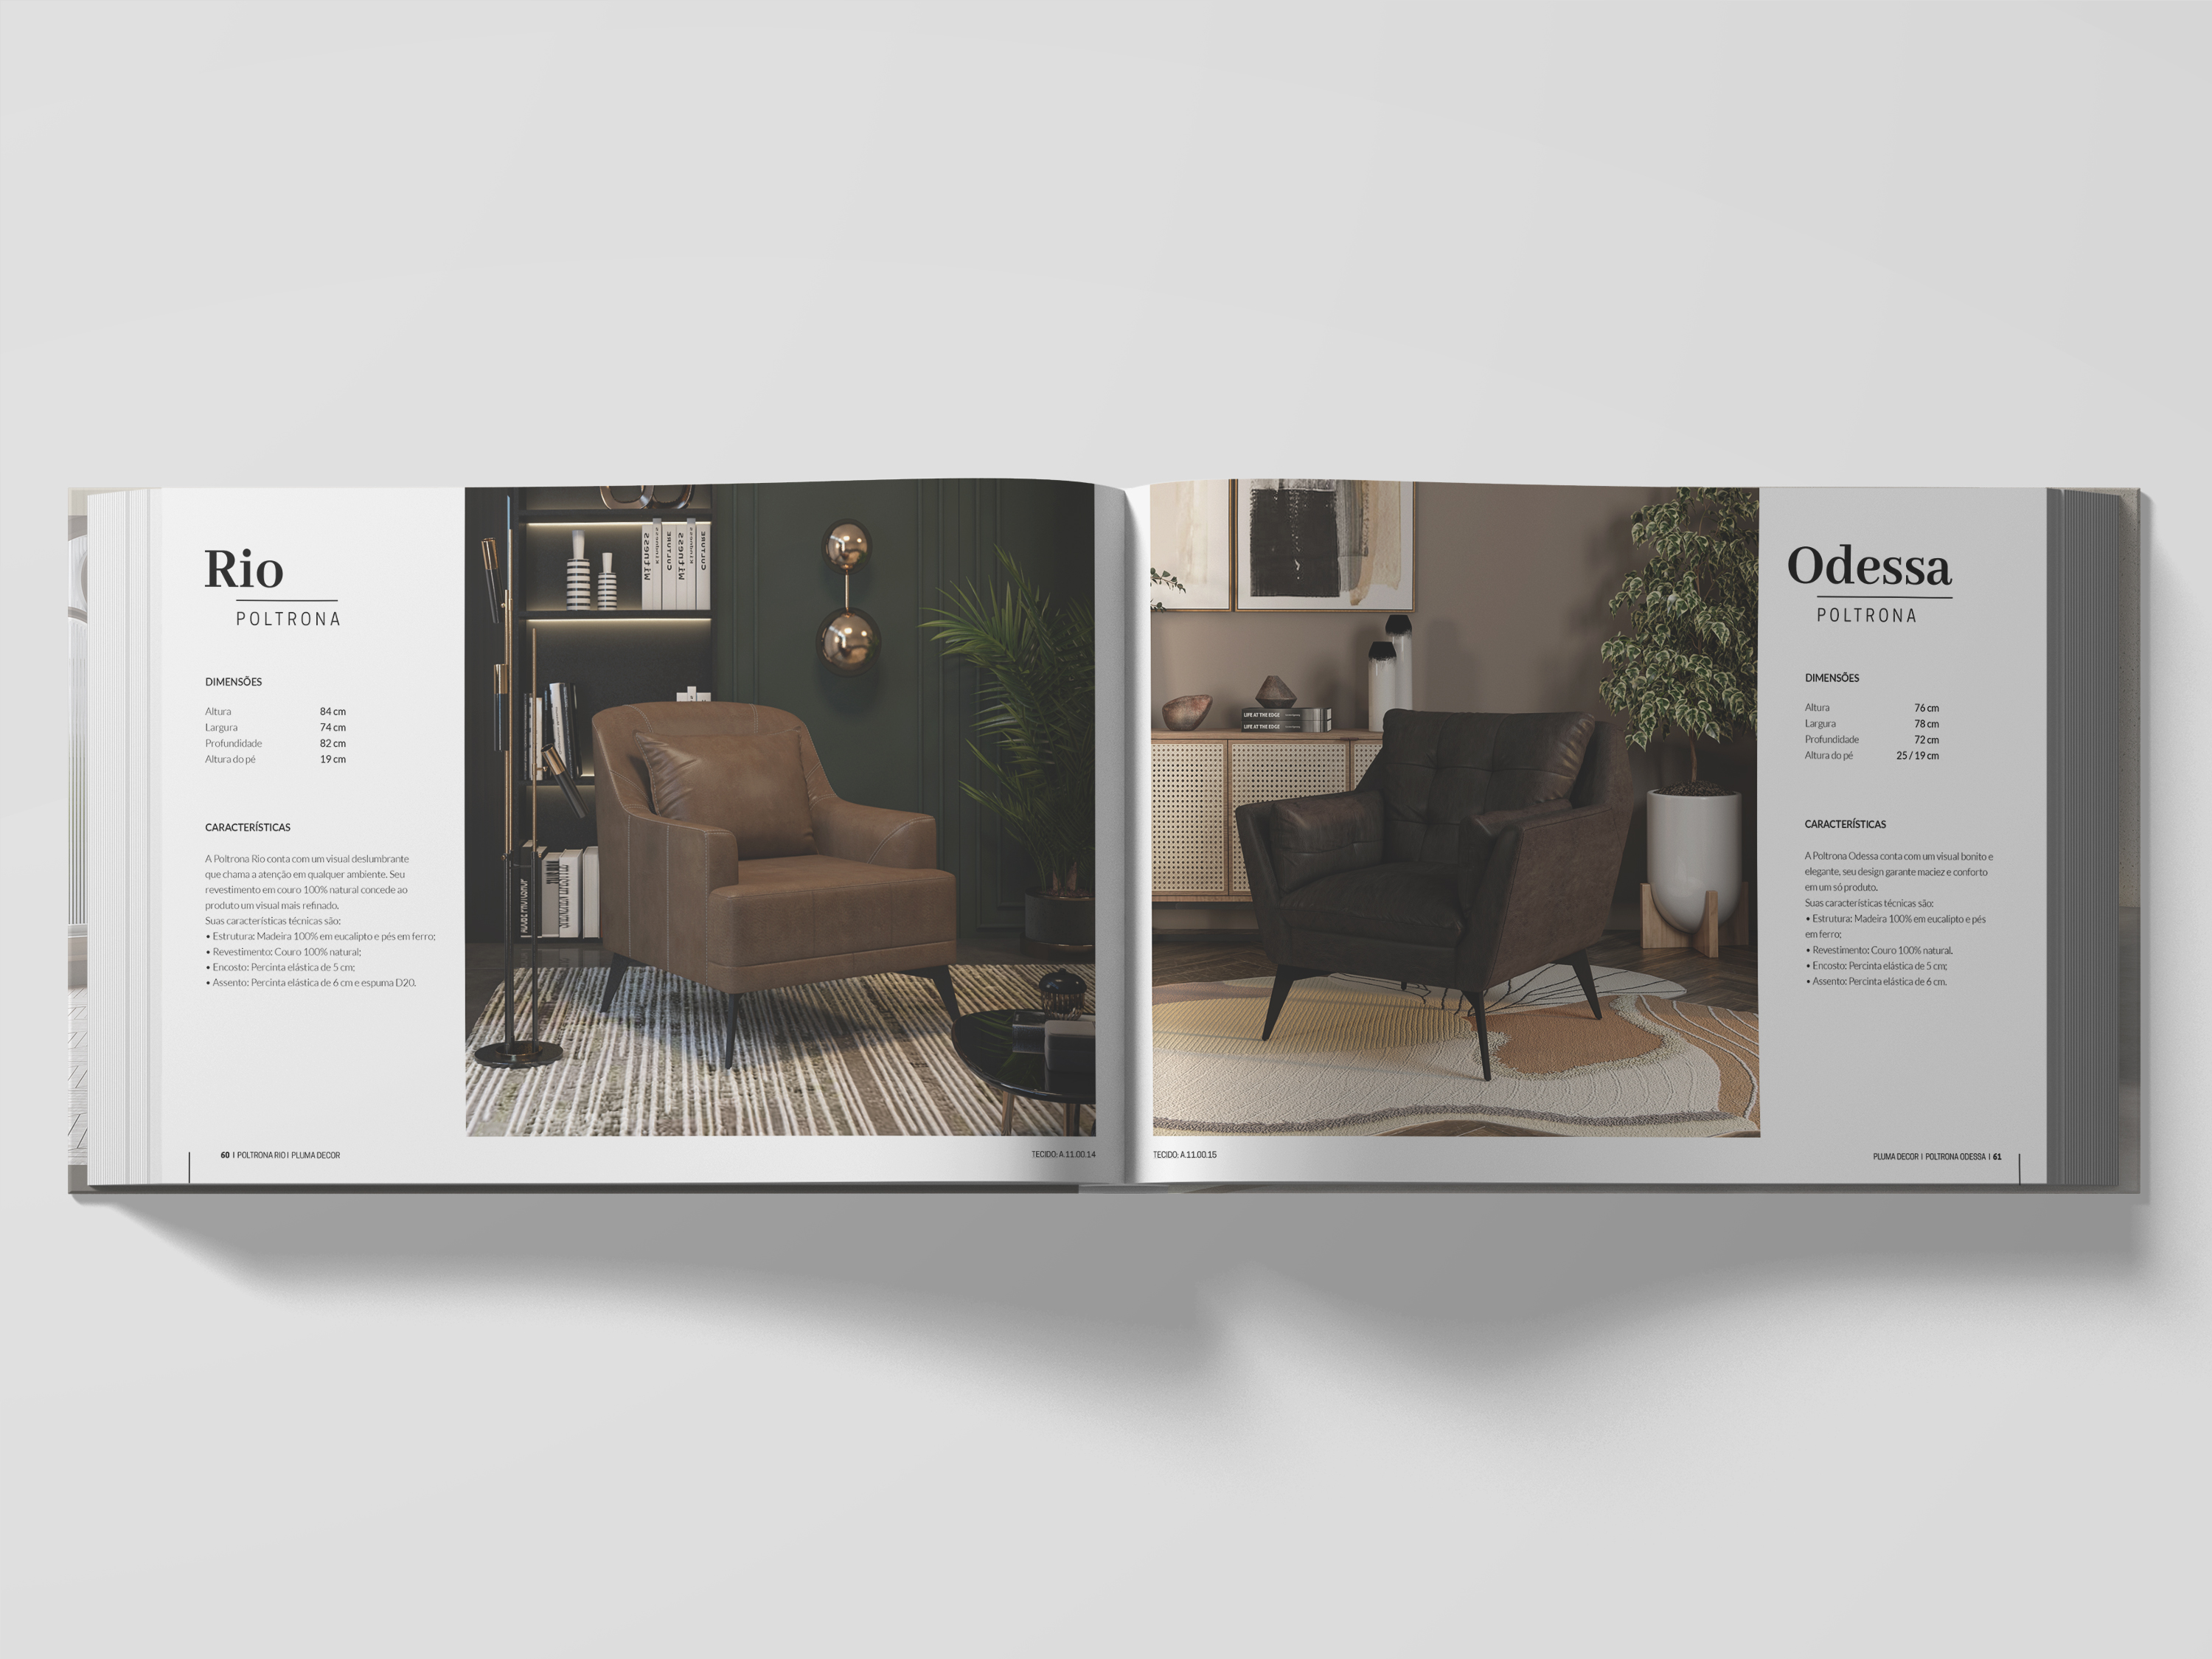 Rio
POLTRONA
DIMENSÕES
Altura 84 cm
Largura 74 cm
Profundidade 82 cm
Altura do pé 19 cm
CARACTERÍSTICAS
A Poltrona Rio conta com um visual deslumbrante
que chama a atenção em qualquer ambiente. Seu
revestimento em couro 100% natural concede ao
produto um visual mais refinado.
Suas características técnicas são:
• Estrutura: Madeira 100% em eucalipto e pés em ferro;
• Revestimento: Couro 100% natural;
• Encosto: Percinta elástica de 5 cm;
• Assento: Percinta elástica de 6 cm e espuma D20.
60 | POLTRONA RIO | PLUMA DECOR
TECIDO: A.11.00.14
CULTURE
CULTURE
LIFE AT THE EDGE
LIFE AT THE EDGE
Odessa
POLTRONA
DIMENSÕES
Altura 76 cm
Largura 78 cm
Profundidade 72 cm
Altura do pé 25 / 19 cm
CARACTERÍSTICAS
A Poltrona Odessa conta com um visual bonito e
elegante, seu design garante maciez e conforto
em um só produto.
Suas características técnicas são:
• Estrutura: Madeira 100% em eucalipto e pés
em ferro;
• Revestimento: Couro 100% natural.
• Encosto: Percinta elástica de 5 cm;
• Assento: Percinta elástica de 6 cm.
TECIDO: A.11.00.15
PLUMA DECOR | POLTRONA ODESSA | 61